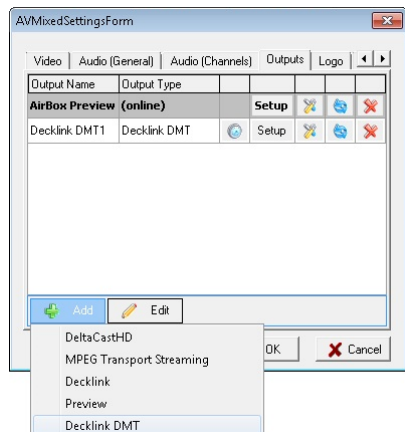 AVMixedSettingsForm
Video Audio (General) Audio (Channels) Outputs Logo
Output Name Output Type
AirBox Preview (online) Setup
Decklink DMT1 Decklink DMT Setup
Add Edit
DeltaCastHD
OK Cancel
MPEG Transport Streaming
Decklink
Preview
Decklink DMT